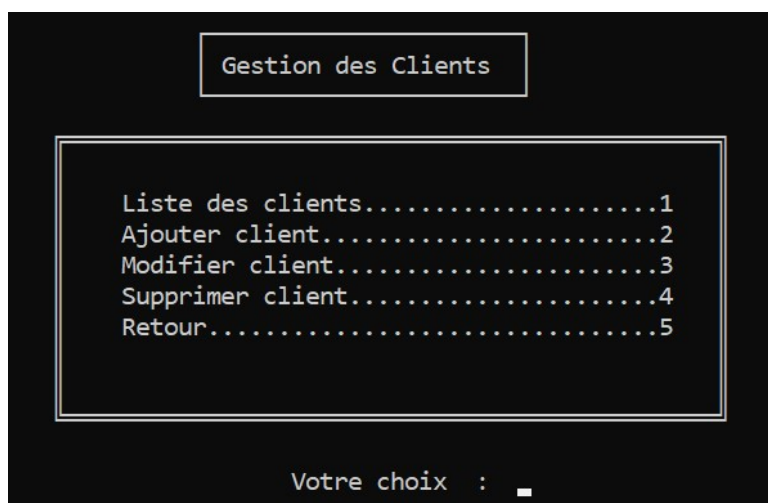 Gestion des Clients
Liste des clients.....................1
Ajouter client........................2
Modifier client.......................3
Supprimer client......................4
Retour................................5
Votre choix  :